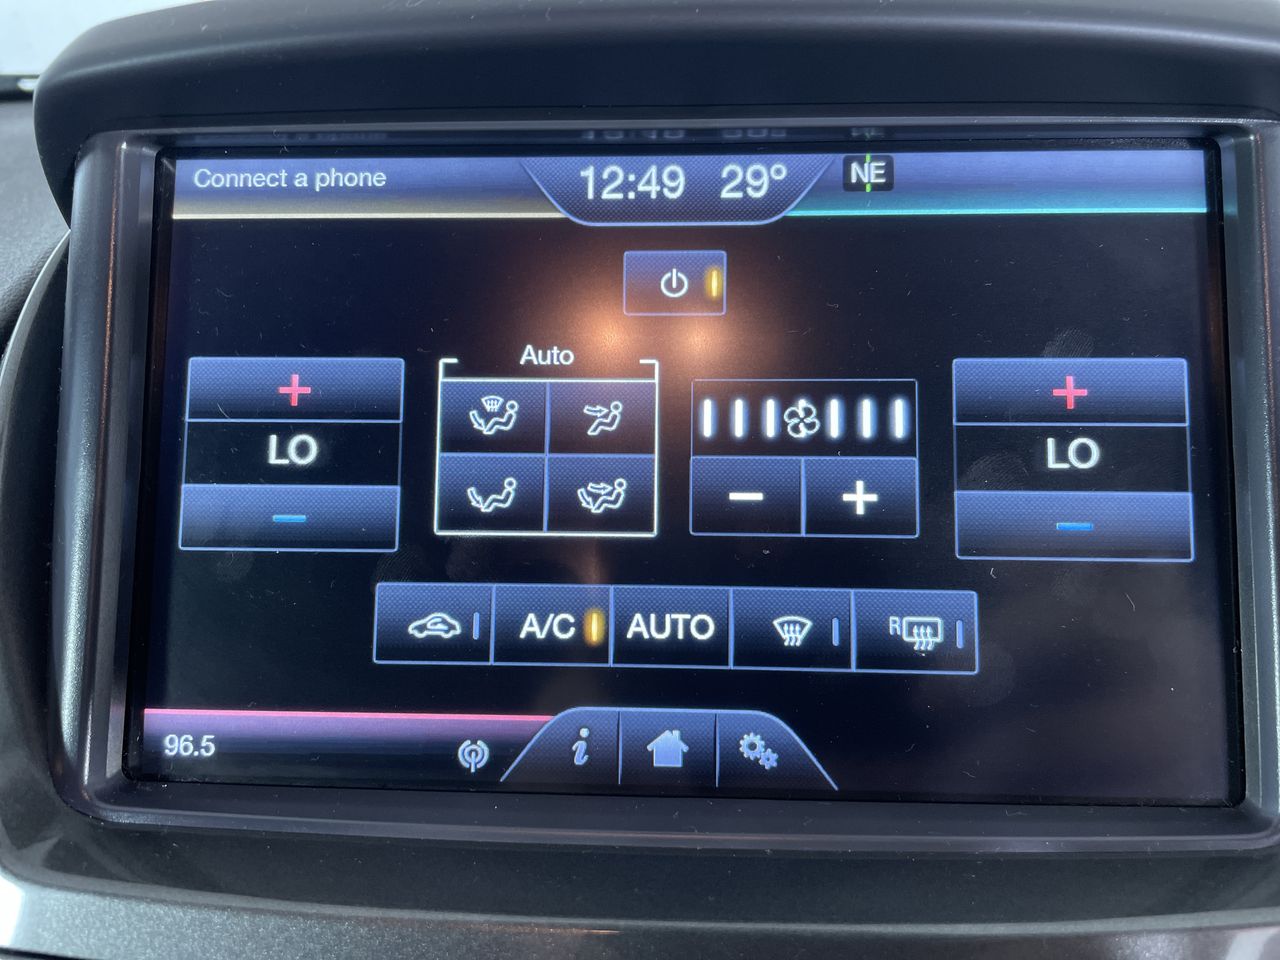 Connect a phone
12:49 29° NE
Auto
LO
LO
A/C AUTO R
96.5